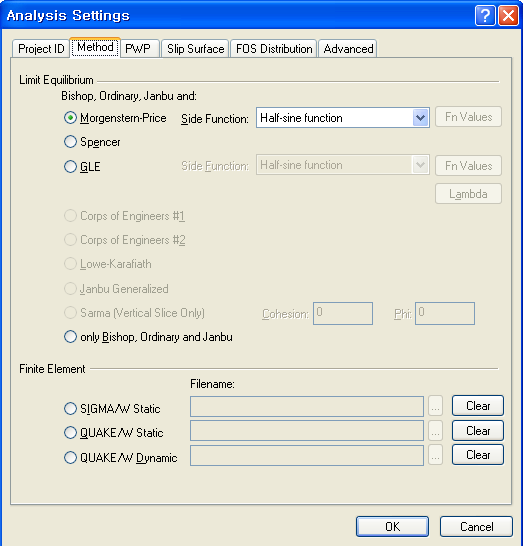 Analysis Settings
Project ID Method PWP Slip Surface FOS Distribution Advanced
Limit Equilibrium
Bishop, Ordinary, Janbu and:
Morgenstern-Price Side Function: Half-sine function Fn Values
Spencer
GLE Side Function: Half-sine function Fn Values
Lambda
Corps of Engineers #1
Corps of Engineers #2
Lowe-Karafiath
Janbu Generalized
Sarma (Vertical Slice Only) Cohesion: 0 Phi: 0
only Bishop, Ordinary and Janbu
Finite Element
Filename:
SIGMA/W Static ... Clear
QUAKE/W Static ... Clear
QUAKE/W Dynamic ... Clear
OK Cancel